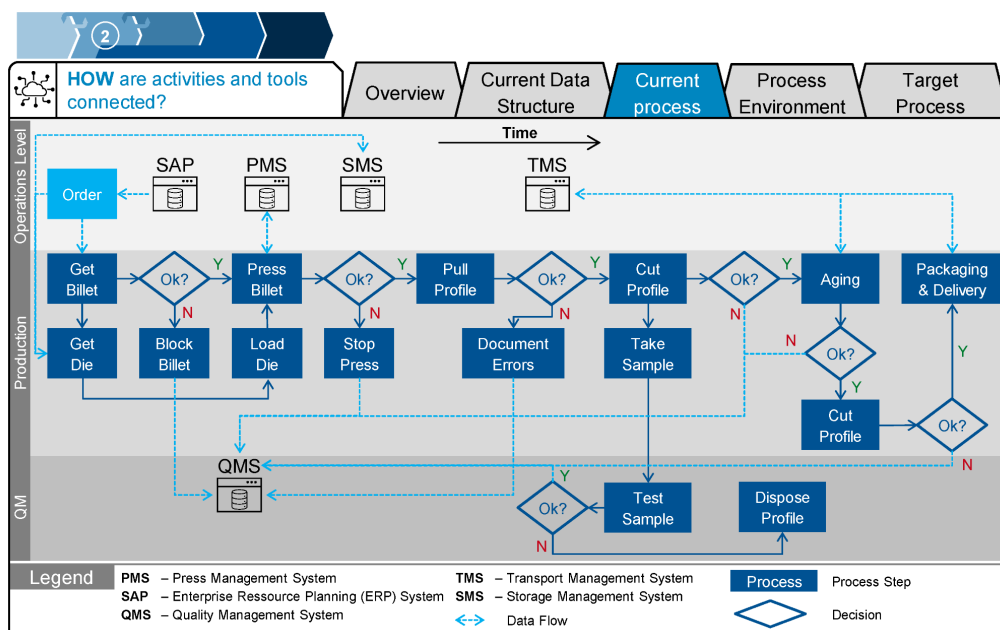 2
HOW are activities and tools
connected?
Overview
Current Data
Structure
Current
process
Process
Environment
Target
Process
Operations Level
Time
SAP
PMS
SMS
TMS
Order
Production
Get
Billet
Ok?
Y
N
Press
Billet
Ok?
Y
N
Pull
Profile
Ok?
Y
N
Cut
Profile
Ok?
Y
N
Aging
Packaging
& Delivery
Get
Die
Block
Billet
Load
Die
Stop
Press
Document
Errors
Take
Sample
N
Ok?
Y
Y
Cut
Profile
Ok?
N
QM
QMS
Y
Ok?
N
Test
Sample
Dispose
Profile
Legend
PMS – Press Management System
SAP – Enterprise Ressource Planning (ERP) System
QMS – Quality Management System
TMS – Transport Management System
SMS – Storage Management System
Data Flow
Process
Process Step
Decision